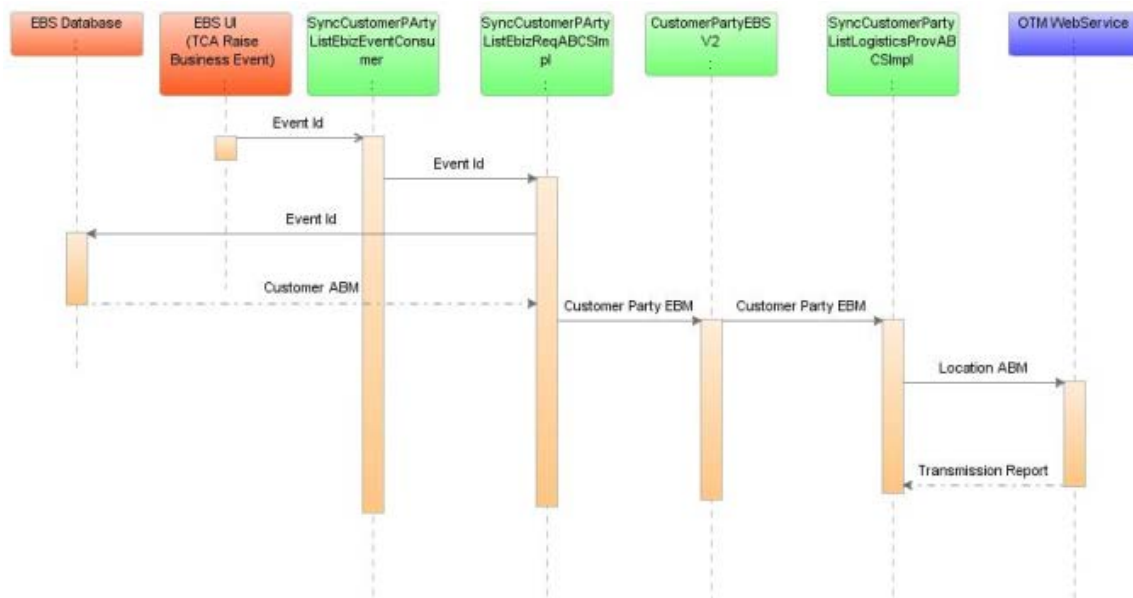 EBS Database
EBS UI
(TCA Raise
Business Event)
SyncCustomerPArty
ListEbizEventConsu
mer
SyncCustomerPArty
ListEbizReqABCSIm
pl
CustomerPartyEBS
V2
SyncCustomerParty
ListLogisticsProvAB
CSImpl
OTM WebService
Event Id
Event Id
Event Id
Customer ABM
Customer Party EBM
Customer Party EBM
Location ABM
Transmission Report